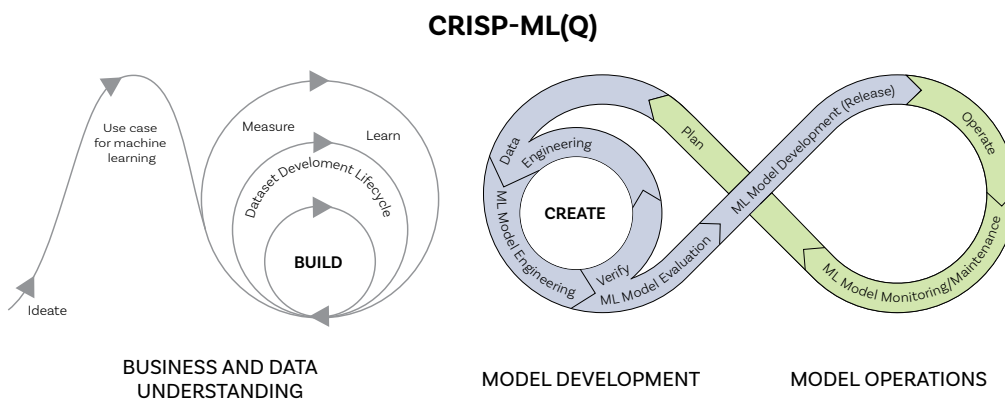 CRISP-ML(Q)
Use case
for machine
learning
Ideate
Measure
Learn
Dataset Develoment Lifecycle
BUILD
BUSINESS AND DATA
UNDERSTANDING
Data
Engineering
ML Model Engineering
Verify
CREATE
ML Model Evaluation
ML Model Development (Release)
Plan
Operate
ML Model Monitoring/Maintenance
MODEL DEVELOPMENT
MODEL OPERATIONS